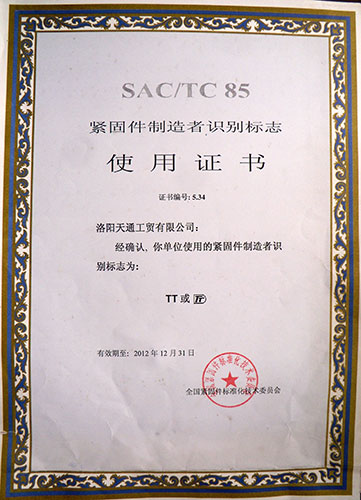 SAC/TC 85
紧固件制造者识别标志
使用证书
证书编号: 5.34
洛阳天通工贸有限公司:
经确认、你单位使用的紧固件制造者识
别标志为:
TT 或
有效期至: 2012 年 12 月 31 日
全国紧固件标准化技术委员会